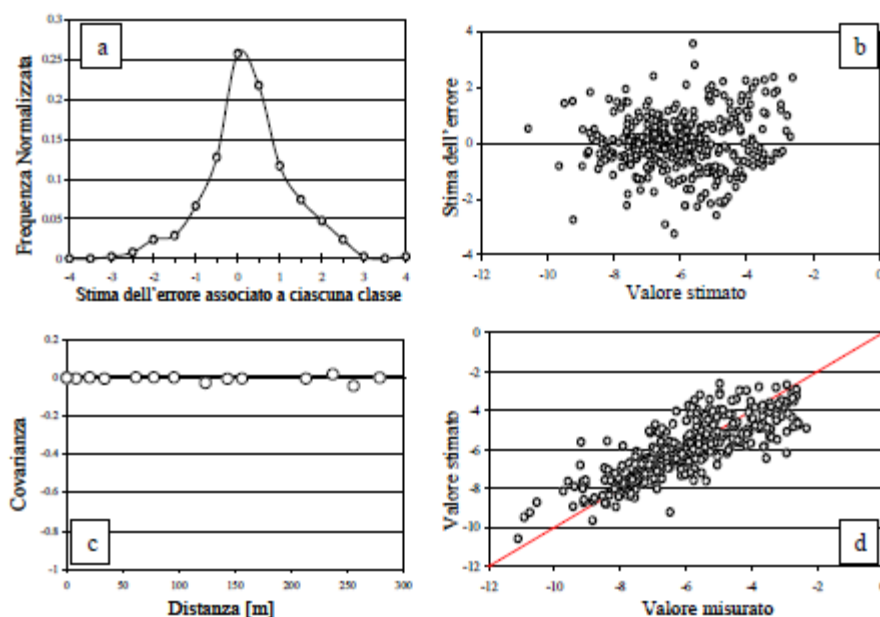 a
0.3
0.25
0.2
0.15
0.1
0.05
0
-4 -3 -2 -1 0 1 2 3 4
Frequenza Normalizzata
Stima dell'errore associato a ciascuna classe
b
4
2
0
-2
-4
-12 -10 -8 -6 -4 -2 0
Stima dell'errore
Valore stimato
c
0.2
0
-0.2
-0.4
-0.6
-0.8
-1
0 50 100 150 200 250 300
Covarianza
Distanza [m]
d
0
-2
-4
-6
-8
-10
-12
-12 -10 -8 -6 -4 -2 0
Valore stimato
Valore misurato